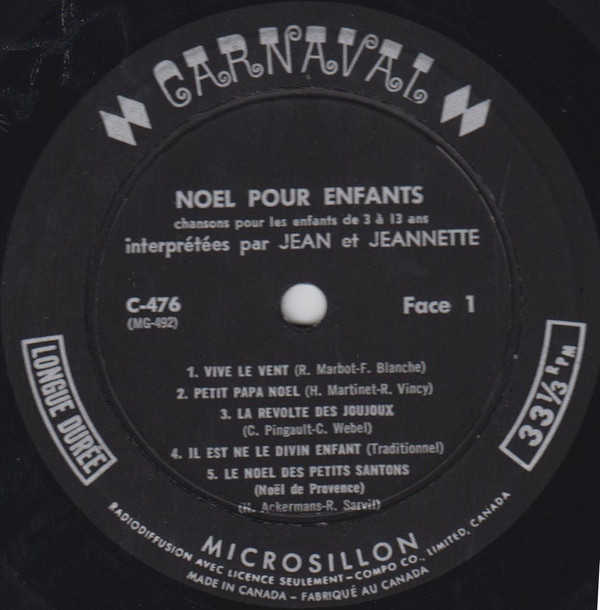 CARNAVAL
NOEL POUR ENFANTS
chansons pour les enfants de 3 à 13 ans
interprétées par JEAN et JEANNETTE
C-476
(MG-492)
Face 1
1. VIVE LE VENT (R. Marbot-F. Blanche)
2. PETIT PAPA NOEL (H. Martinet-R. Vincy)
3. LA REVOLTE DES JOUJOUX
(C. Pingault-C. Webel)
4. IL EST NE LE DIVIN ENFANT (Traditionnel)
5. LE NOEL DES PETITS SANTONS
(Noël de Provence)
(H. Ackermans-R. Sarvil)
LONGUE DURÉE
33⅓ RPM
MICROSILLON
RADIODIFFUSION AVEC LICENCE SEULEMENT – COMPO CO., LIMITED, CANADA
MADE IN CANADA – FABRIQUÉ AU CANADA